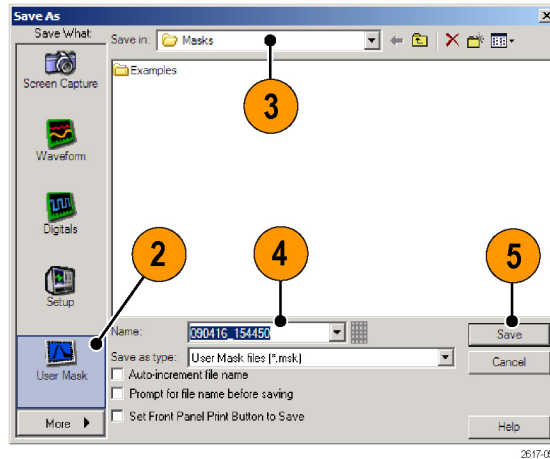 Save As
Save What:
Save in: Masks
Examples
Screen Capture
Waveform
Digitals
Setup
User Mask
More
3
2
4
5
Name: 090416_154450
Save as type: User Mask files (*.msk)
Auto-increment file name
Prompt for file name before saving
Set Front Panel Print Button to Save
Save
Cancel
Help